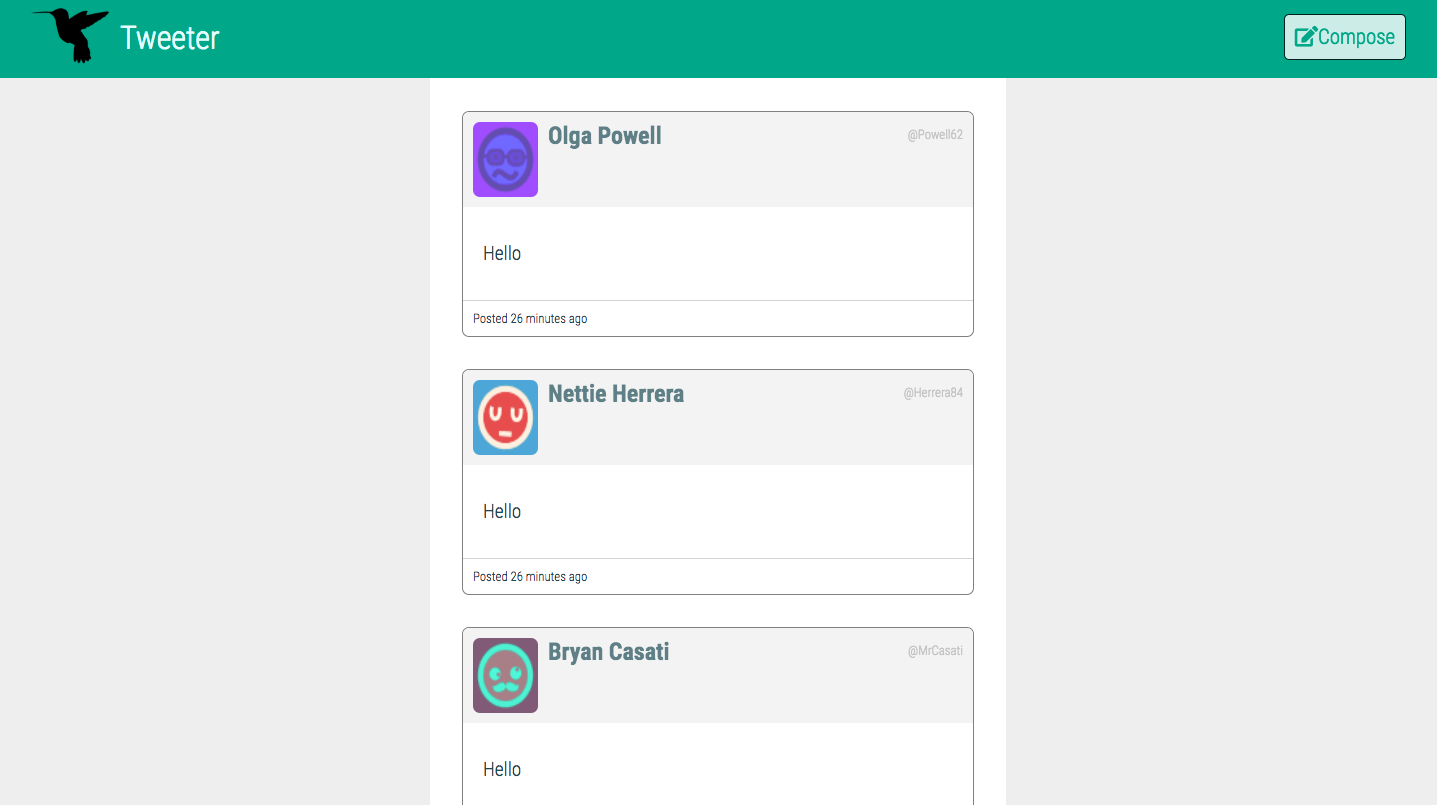 Tweeter
Compose
Olga Powell
@Powell62
Hello
Posted 26 minutes ago
Nettie Herrera
@Herrera84
Hello
Posted 26 minutes ago
Bryan Casati
@MrCasati
Hello